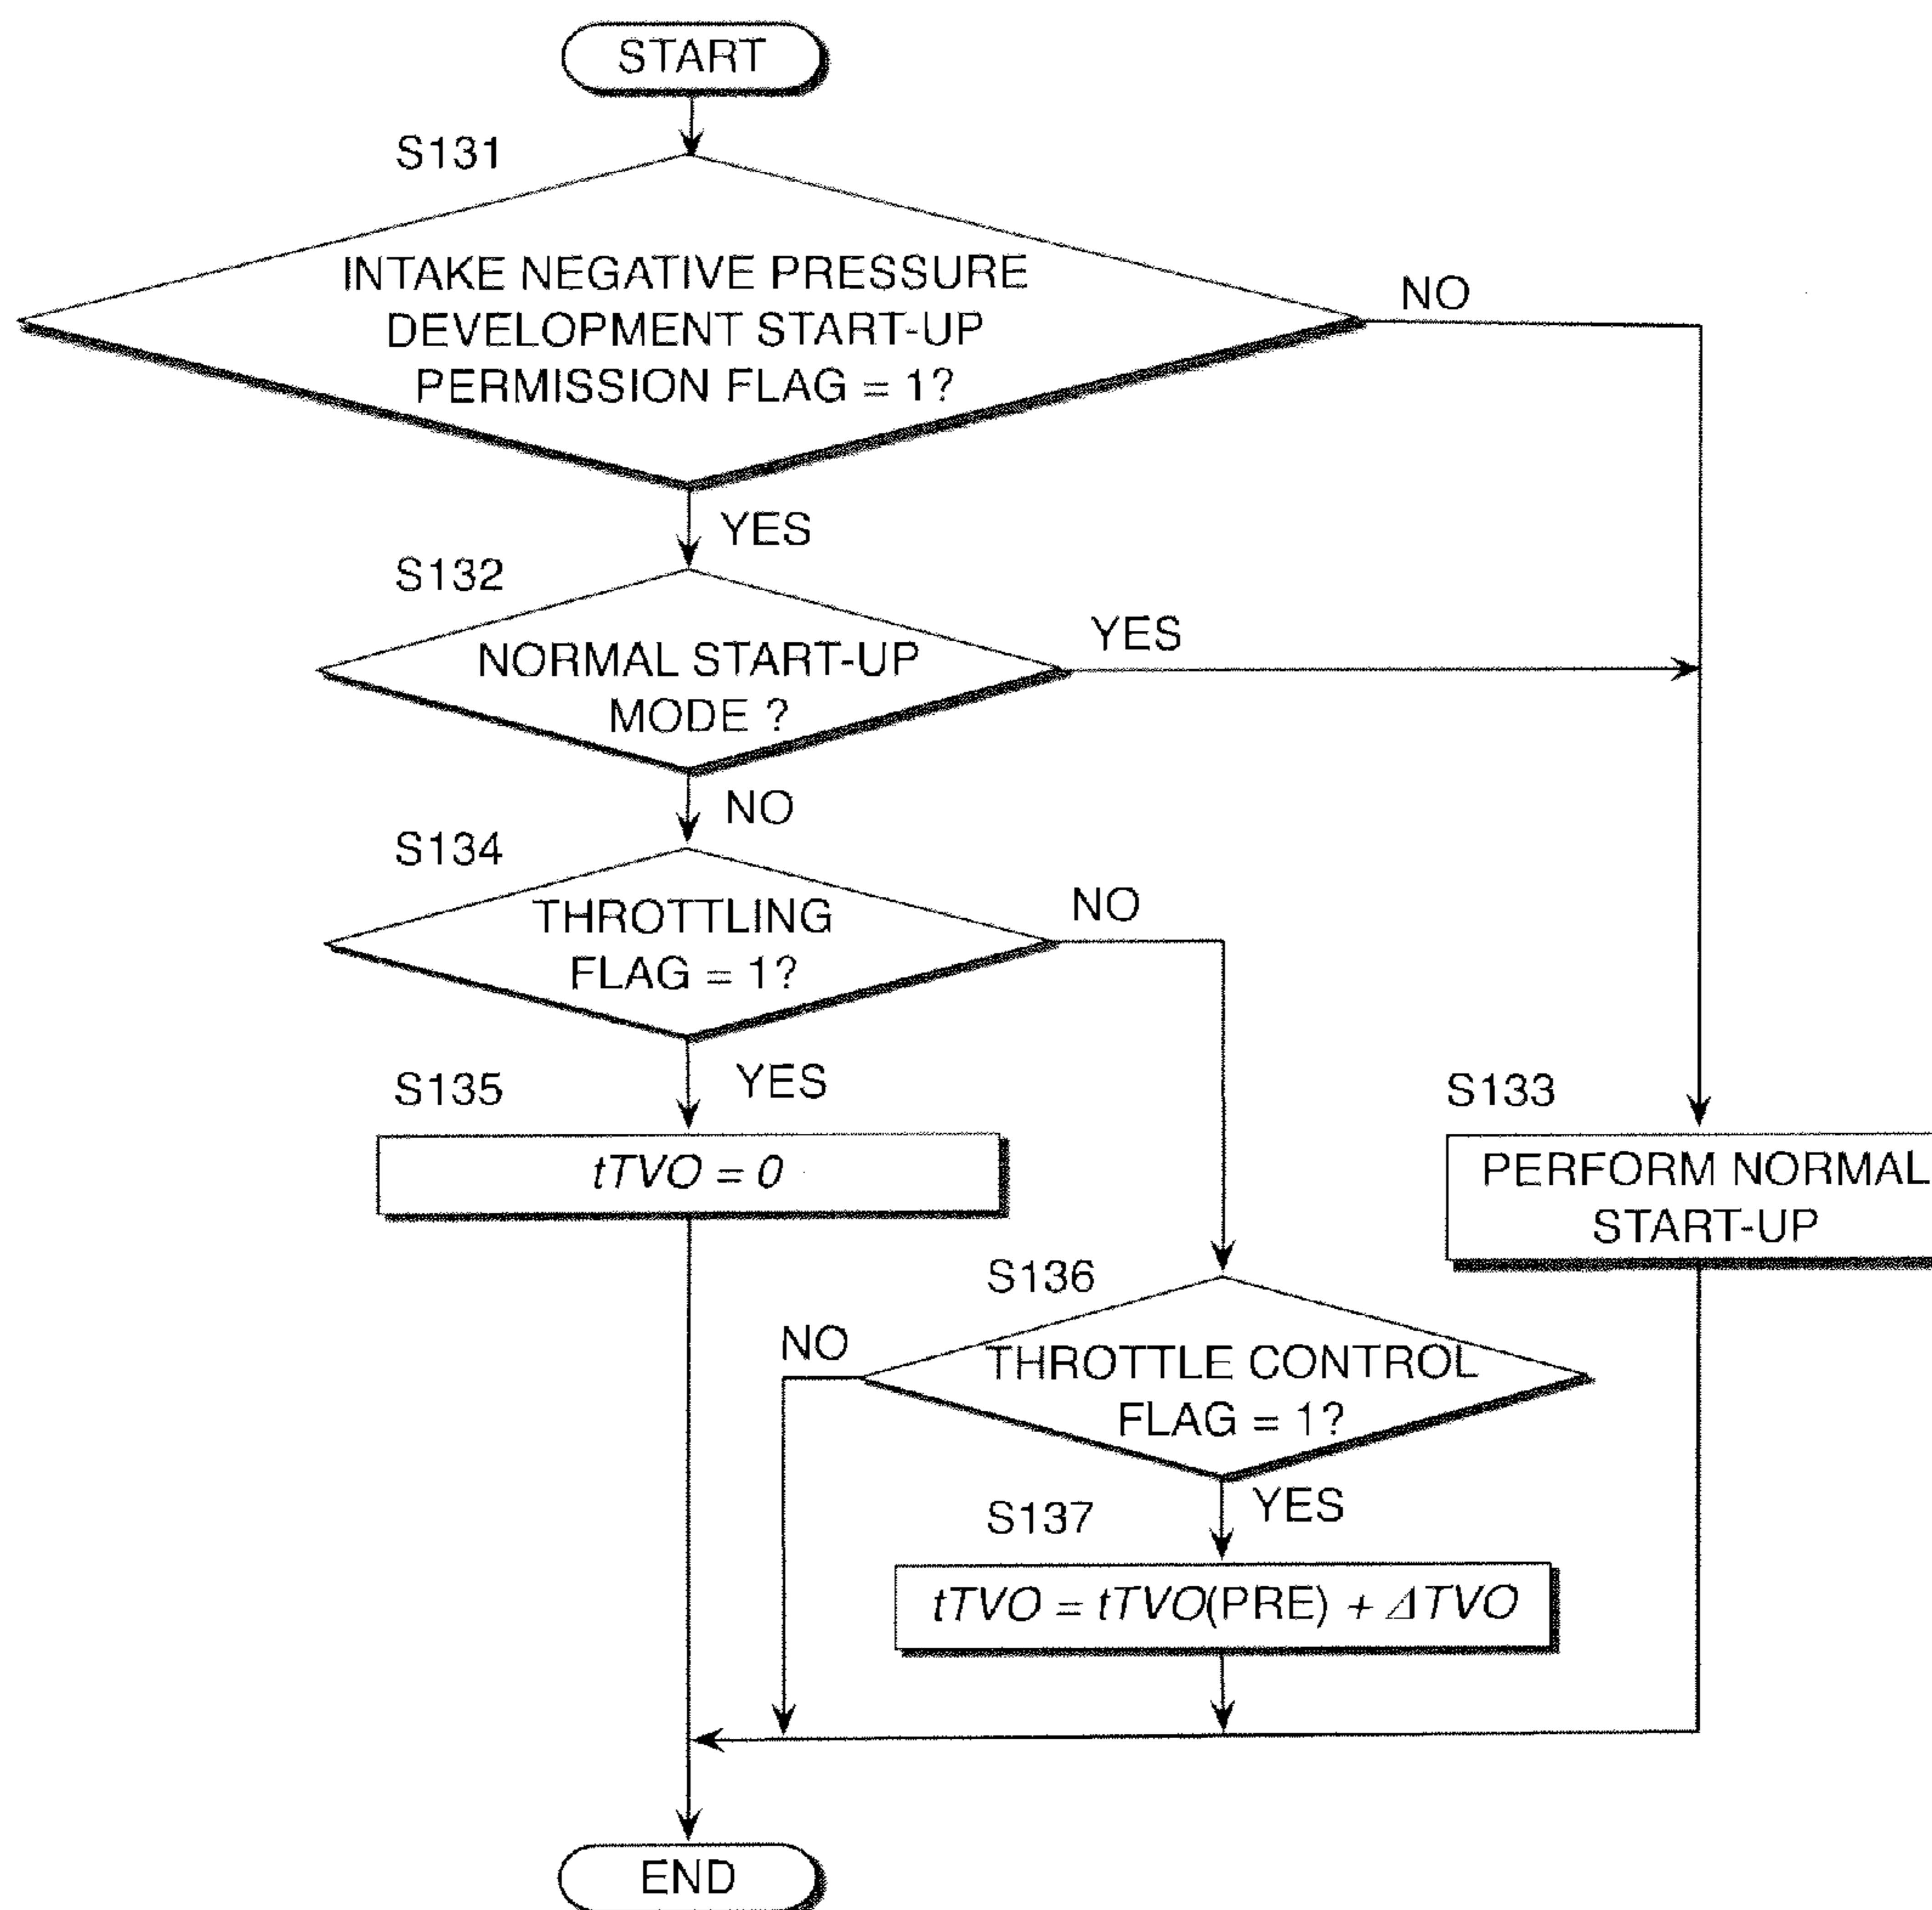 START
S131
INTAKE NEGATIVE PRESSURE
DEVELOPMENT START-UP
PERMISSION FLAG = 1?
NO
YES
S132
NORMAL START-UP
MODE ?
YES
NO
S134
THROTTLING
FLAG = 1?
NO
YES
S135
tTVO = 0
S133
PERFORM NORMAL
START-UP
S136
NO
THROTTLE CONTROL
FLAG = 1?
YES
S137
tTVO = tTVO(PRE) + ΔTVO
END